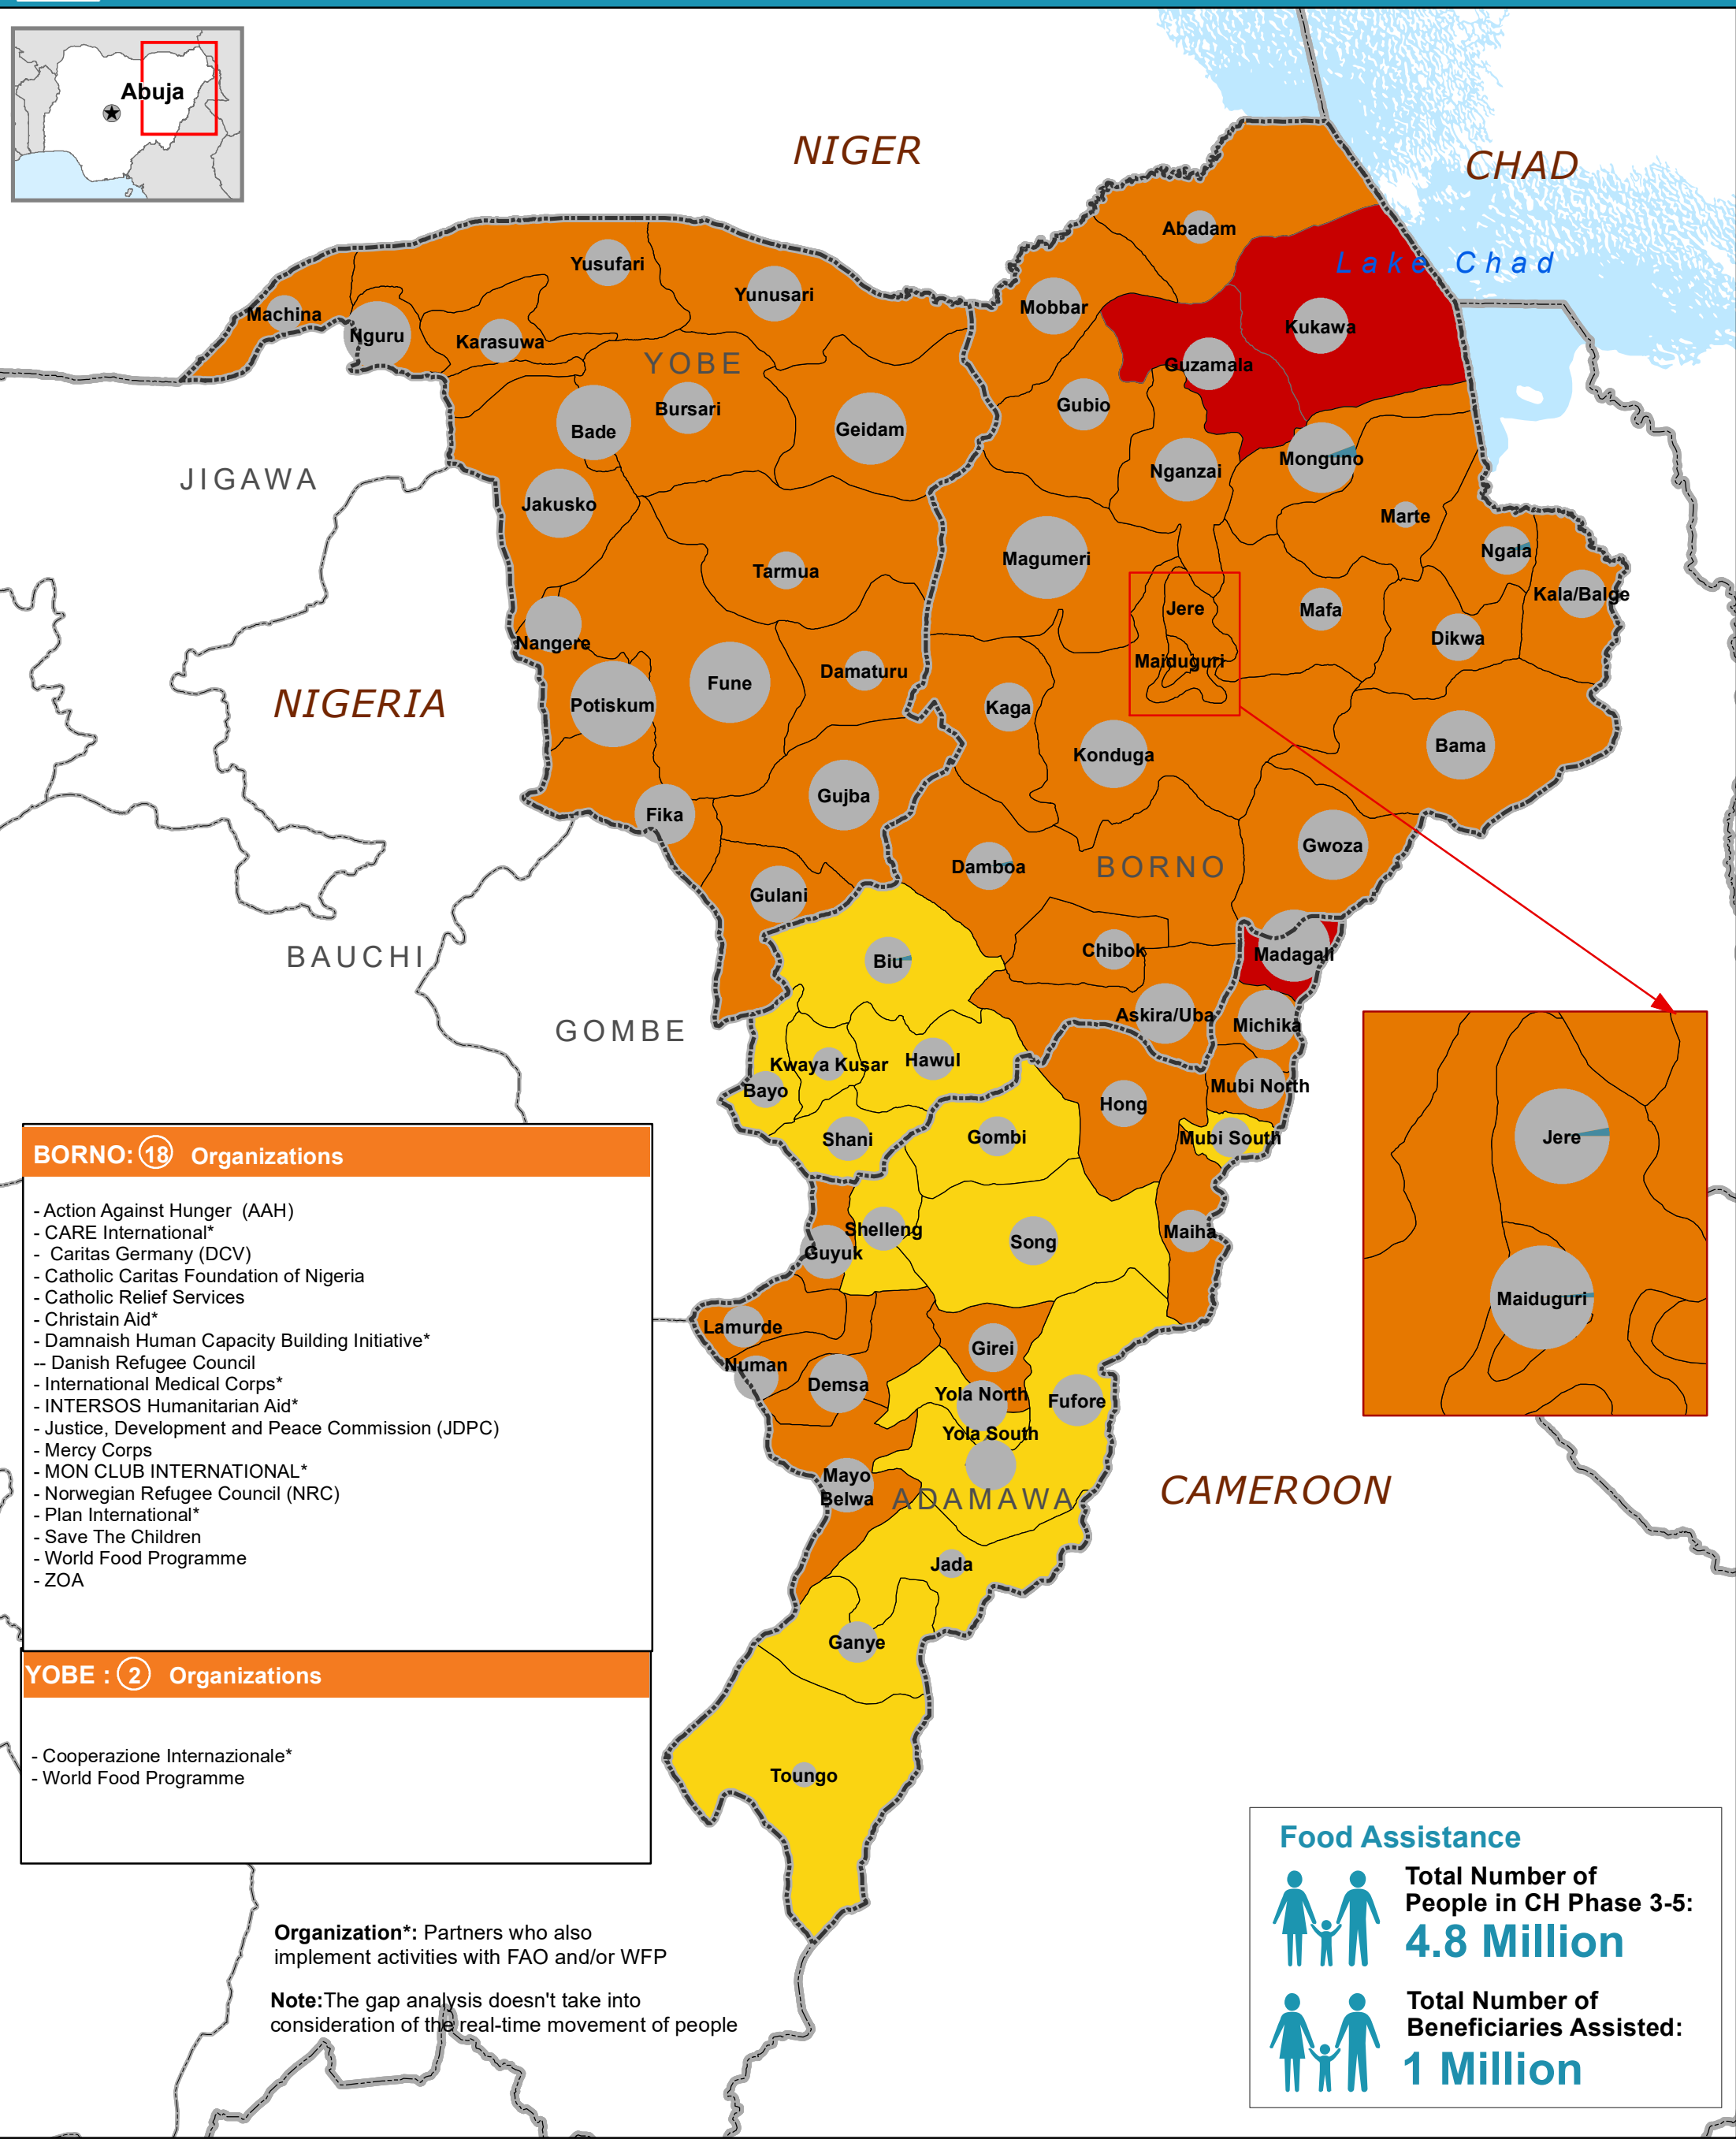 Abuja
NIGER
CHAD
Lake Chad
Abadam
Yusufari
Yunusari
Mobbar
Machina
Kukawa
Nguru
Karasuwa
YOBE
Guzamala
Bursari
Gubio
Bade
Geidam
Monguno
JIGAWA
Nganzai
Jakusko
Marte
Magumeri
Ngala
Tarmua
Kala/Balge
Jere
Mafa
Dikwa
Nangere
Maiduguri
Damaturu
Fune
NIGERIA
Potiskum
Kaga
Bama
Konduga
Gujba
Fika
Gwoza
Damboa
BORNO
Gulani
Chibok
Madagali
BAUCHI
Biu
Askira/Uba
Michika
GOMBE
Kwaya Kusar
Hawul
Bayo
Mubi North
Hong
Shani
Gombi
Mubi South
Jere
Shelleng
Song
Maiha
Guyuk
Maiduguri
Lamurde
Girei
Numan
Demsa
Yola North
Fufore
Yola South
Mayo
Belwa
ADAMAWA
CAMEROON
Jada
Ganye
Toungo
BORNO: 18 Organizations
- Action Against Hunger (AAH)
- CARE International*
- Caritas Germany (DCV)
- Catholic Caritas Foundation of Nigeria
- Catholic Relief Services
- Christain Aid*
- Damnaish Human Capacity Building Initiative*
-- Danish Refugee Council
- International Medical Corps*
- INTERSOS Humanitarian Aid*
- Justice, Development and Peace Commission (JDPC)
- Mercy Corps
- MON CLUB INTERNATIONAL*
- Norwegian Refugee Council (NRC)
- Plan International*
- Save The Children
- World Food Programme
- ZOA
YOBE : 2 Organizations
- Cooperazione Internazionale*
- World Food Programme
Organization*: Partners who also
implement activities with FAO and/or WFP
Note:The gap analysis doesn't take into
consideration of the real-time movement of people
Food Assistance
Total Number of
People in CH Phase 3-5:
4.8 Million
Total Number of
Beneficiaries Assisted:
1 Million